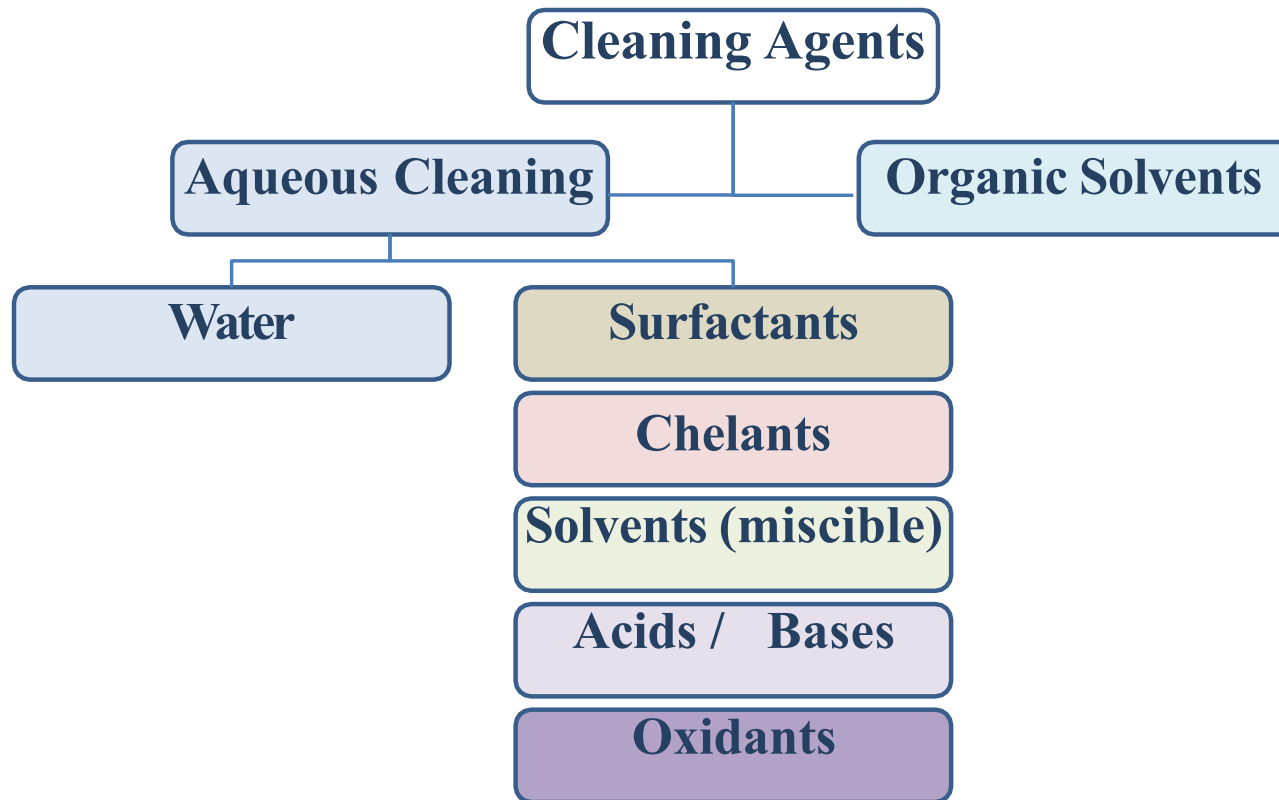 Cleaning Agents
Aqueous Cleaning
Organic Solvents
Water
Surfactants
Chelants
Solvents (miscible)
Acids / Bases
Oxidants